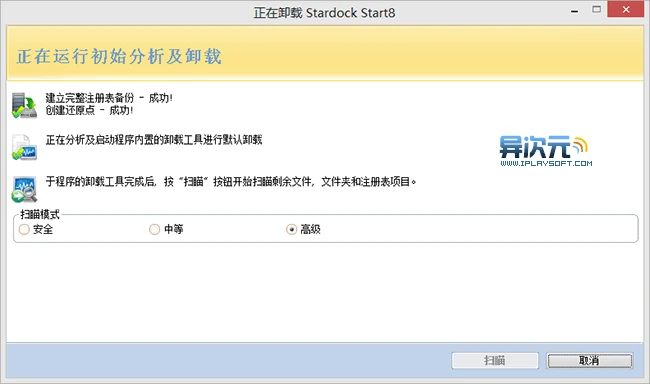 正在卸载 Stardock Start8
正在运行初始分析及卸载
建立完整注册表备份 - 成功!
创建还原点 - 成功!
正在分析及启动程序内置的卸载工具进行默认卸载
异次元
WWW.IPLAYSOFT.COM
于程序的卸载工具完成后，按“扫瞄”按钮开始扫瞄剩余文件，文件夹和注册表项目。
扫瞄模式
安全
中等
高级
扫瞄
取消